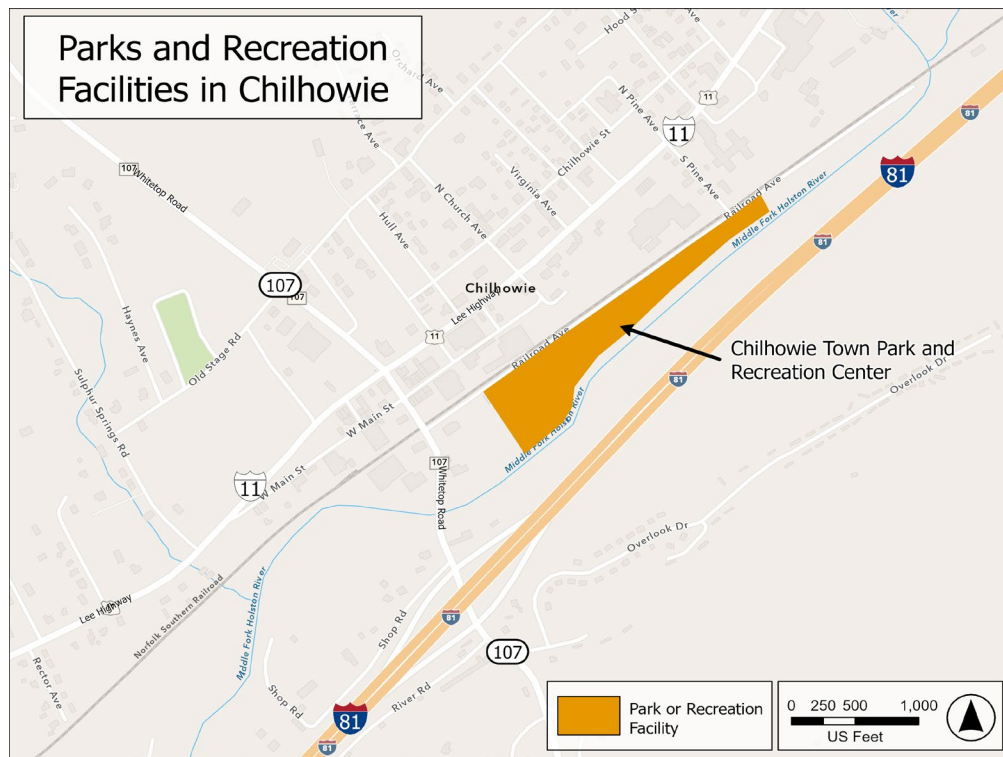 Parks and Recreation
Facilities in Chilhowie
Hood
Orchard Ave
N Pine Ave
11
11
81
81
Chilhowie St
107
Whitetop Road
Virginia Ave
S Pine Ave
Railroad Ave
Middle Fork Holston River
N Church Ave
Hull Ave
81
107
107
Chilhowie
Lee Highway
11
Haynes Ave
Old Stage Rd
Railroad Ave
Chilhowie Town Park and
Recreation Center
81
Overlook Dr
Sulphur Springs Rd
W Main St
Middle Fork Holston River
107
Whitetop Road
11
W Main St
Overlook Dr
Middle Fork Holston River
Norfolk Southern Railroad
Lee Highway
81
Shop Rd
107
Rector Ave
Shop Rd
River Rd
81
81
Park or Recreation
Facility
0 250 500 1,000
US Feet